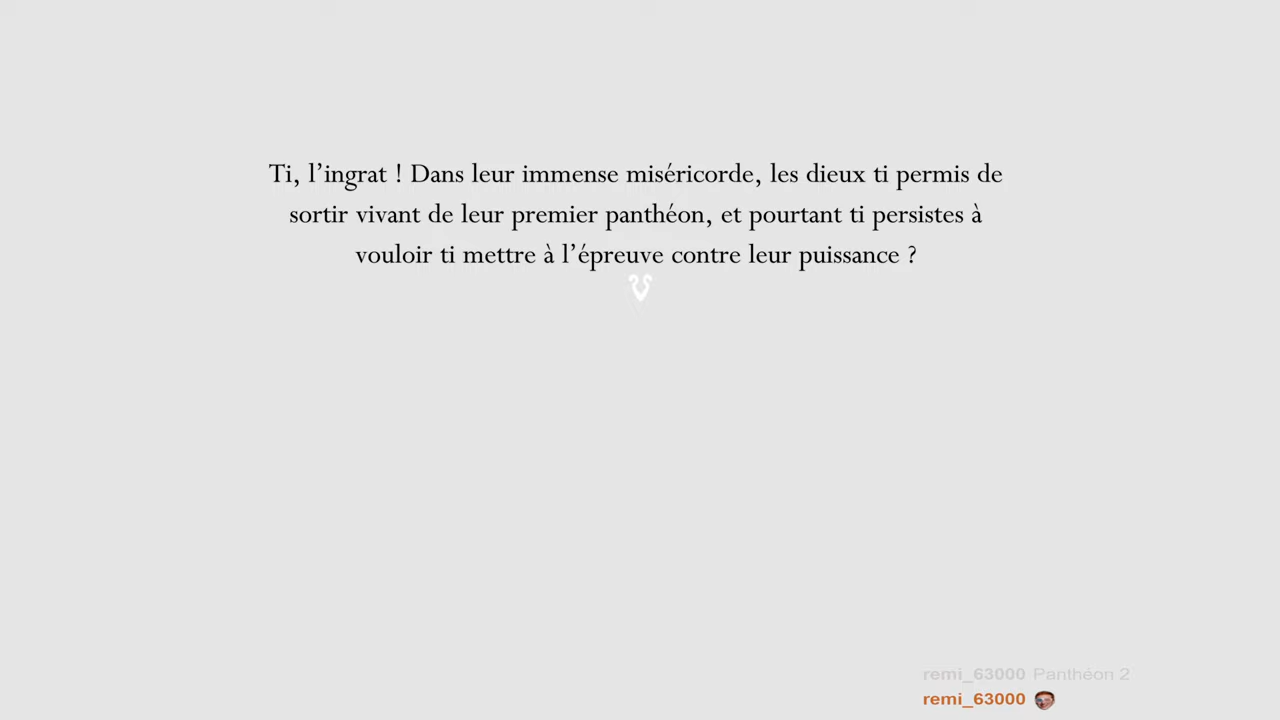 Ti, l’ingrat ! Dans leur immense miséricorde, les dieux ti permis de
sortir vivant de leur premier panthéon, et pourtant ti persistes à
vouloir ti mettre à l’épreuve contre leur puissance ?
remi_63000 Panthéon 2
remi_63000